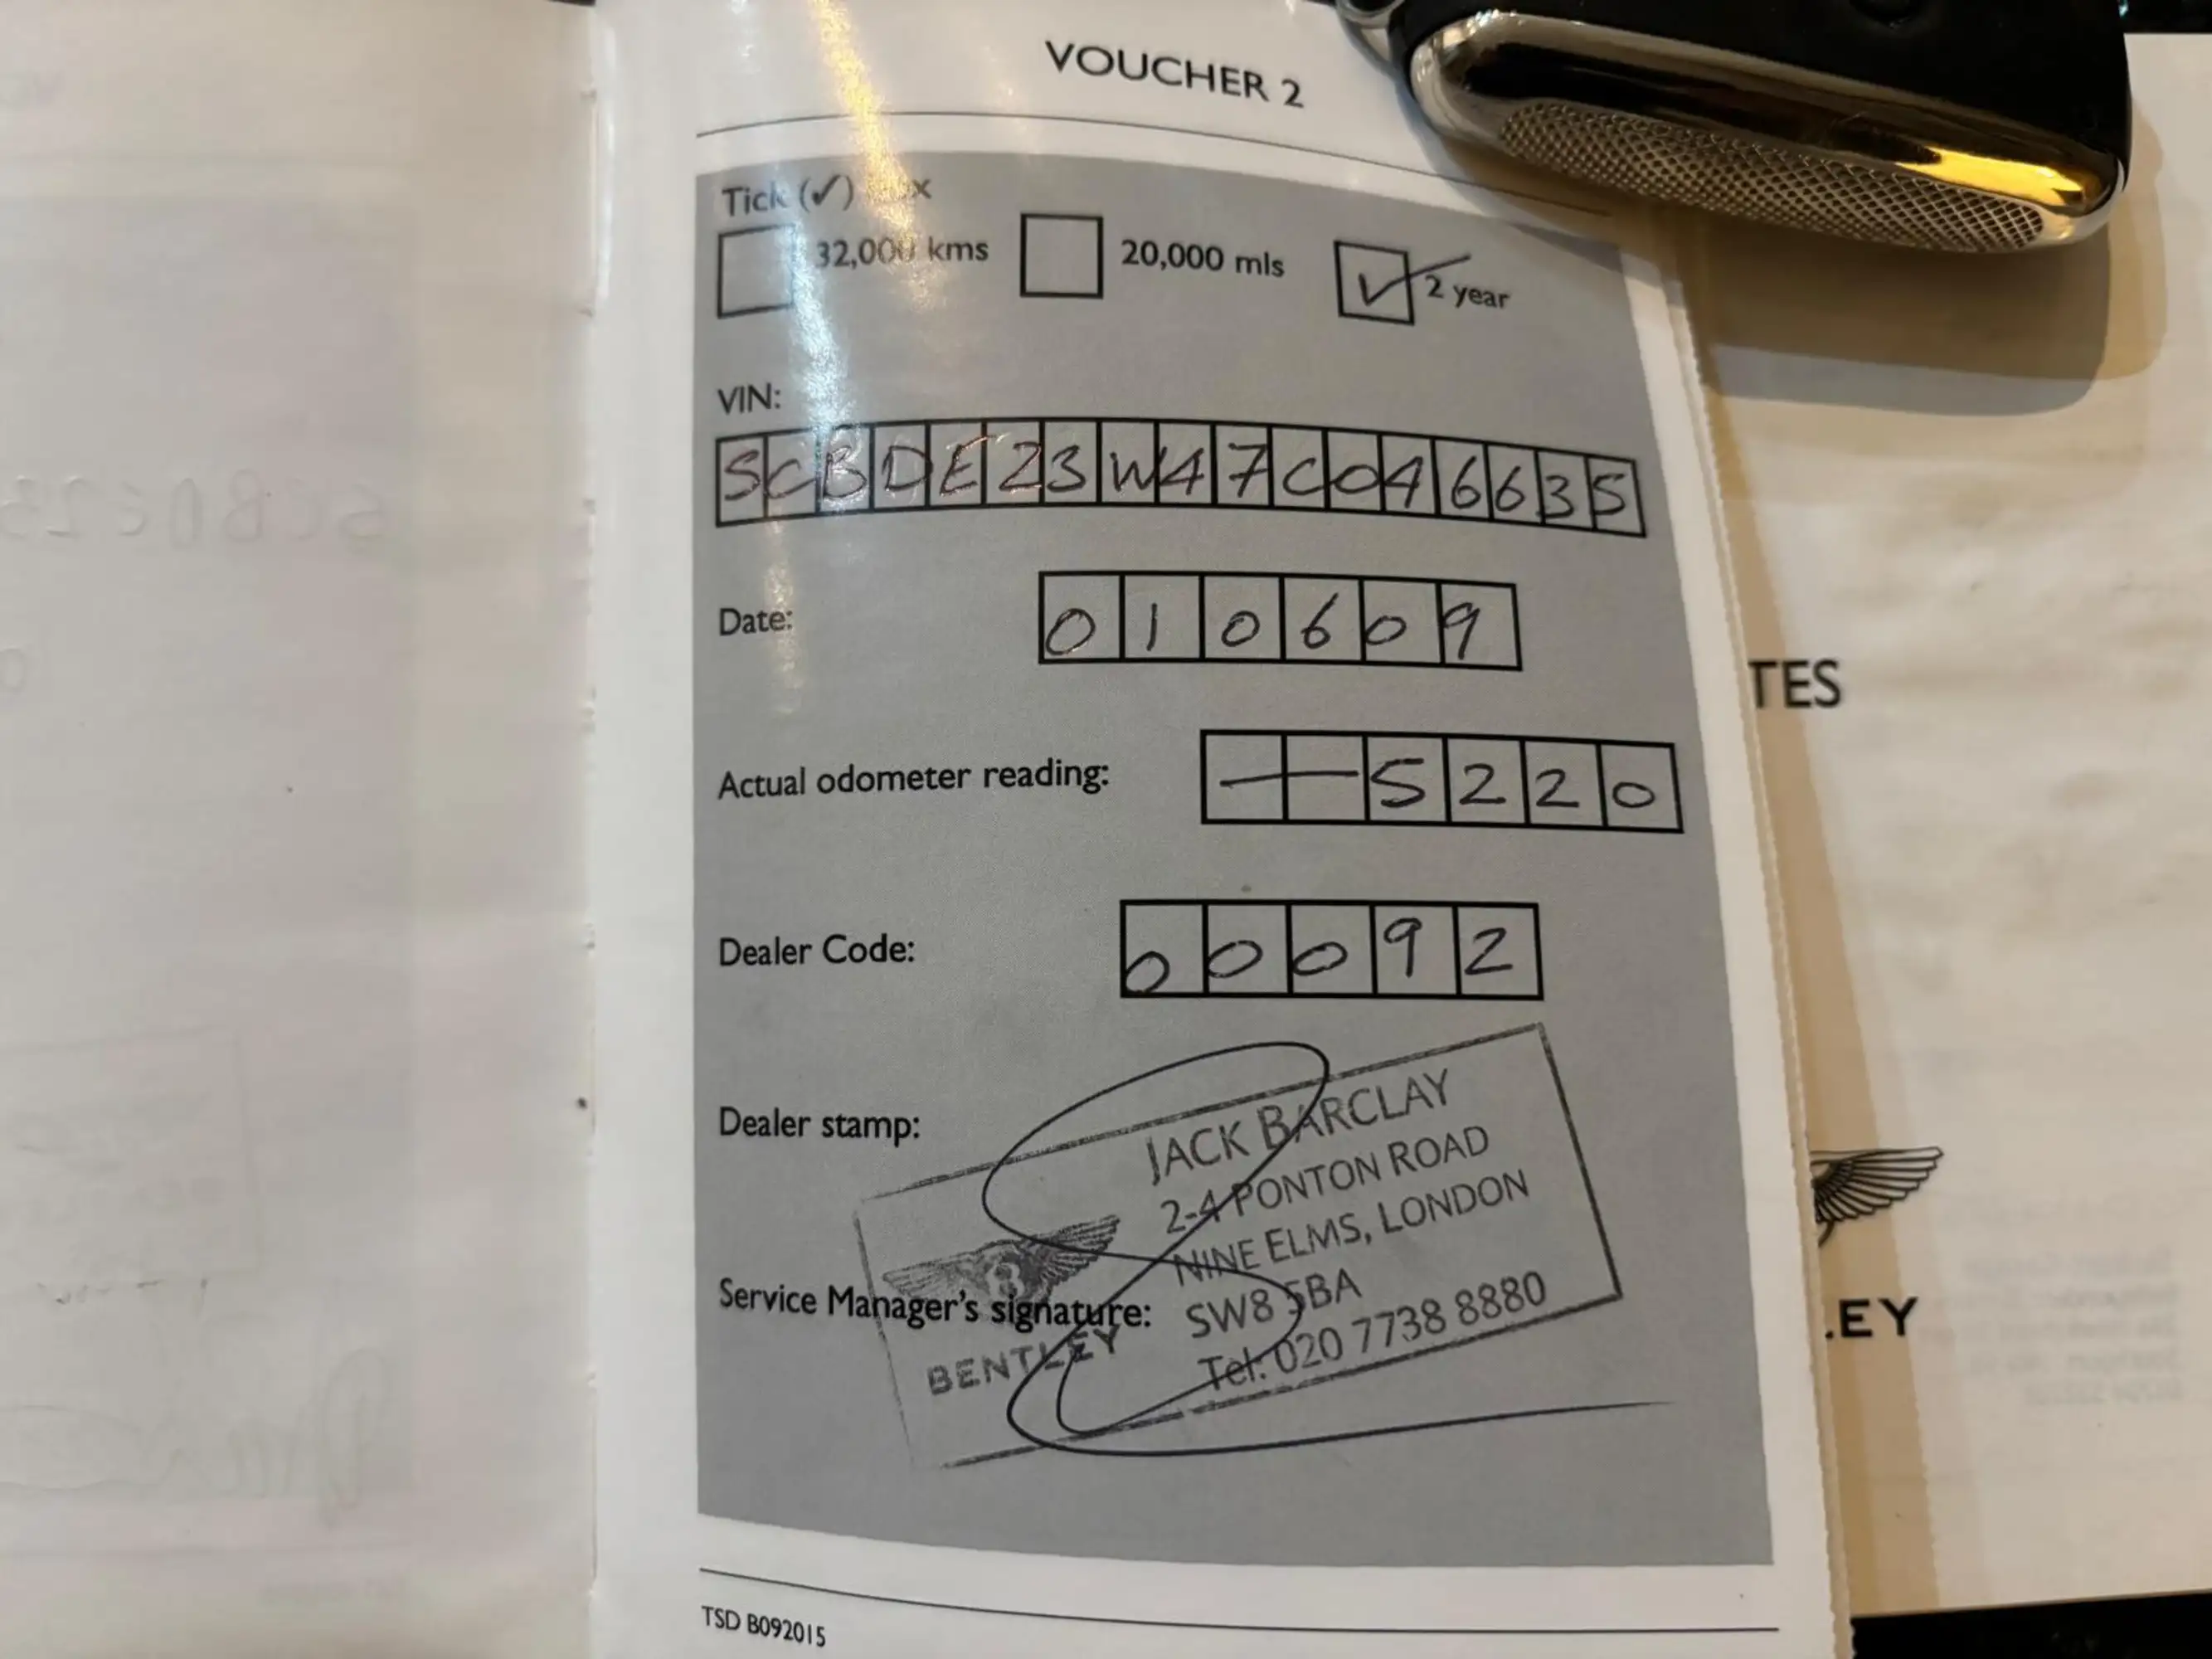 VOUCHER 2
Tick (✓) box
32,000 kms 20,000 mls ✓ 2 year
VIN:
SCBDE23W47C046635
Date: 010609
Actual odometer reading: — — 5220
Dealer Code: 00092
Dealer stamp:
JACK BARCLAY
2-4 PONTON ROAD
NINE ELMS, LONDON
SW8 5BA
Tel: 020 7738 8880
B
BENTLEY
Service Manager's signature:
TSD B092015
TES
.EY